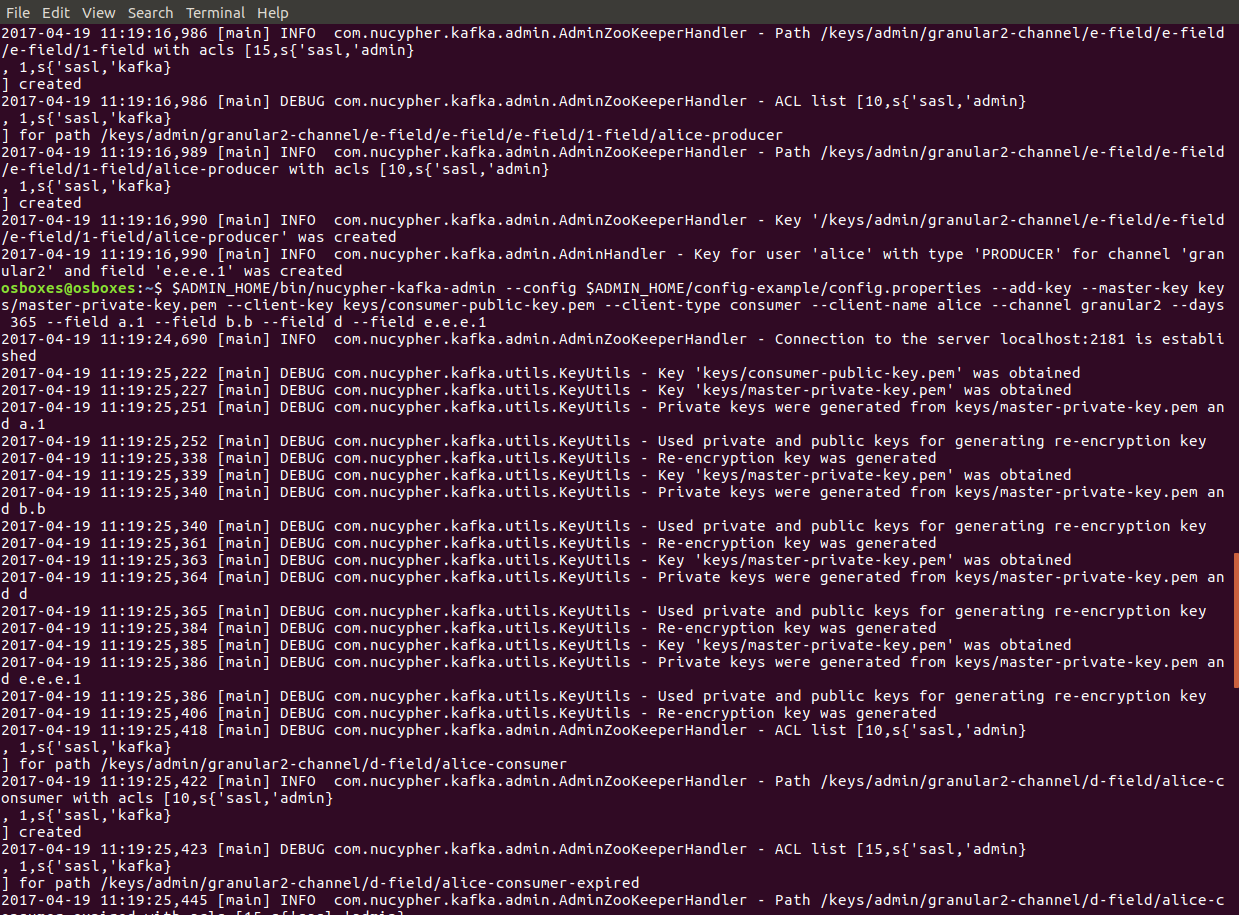 File Edit View Search Terminal Help
2017-04-19 11:19:16,986 [main] INFO  com.nucypher.kafka.admin.AdminZooKeeperHandler - Path /keys/admin/granular2-channel/e-field/e-field
/e-field/1-field with acls [15,s{'sasl,'admin}
, 1,s{'sasl,'kafka}
] created
2017-04-19 11:19:16,986 [main] DEBUG com.nucypher.kafka.admin.AdminZooKeeperHandler - ACL list [10,s{'sasl,'admin}
, 1,s{'sasl,'kafka}
] for path /keys/admin/granular2-channel/e-field/e-field/e-field/1-field/alice-producer
2017-04-19 11:19:16,989 [main] INFO  com.nucypher.kafka.admin.AdminZooKeeperHandler - Path /keys/admin/granular2-channel/e-field/e-field
/e-field/1-field/alice-producer with acls [10,s{'sasl,'admin}
, 1,s{'sasl,'kafka}
] created
2017-04-19 11:19:16,990 [main] INFO  com.nucypher.kafka.admin.AdminZooKeeperHandler - Key '/keys/admin/granular2-channel/e-field/e-field
/e-field/1-field/alice-producer' was created
2017-04-19 11:19:16,990 [main] INFO  com.nucypher.kafka.admin.AdminHandler - Key for user 'alice' with type 'PRODUCER' for channel 'gran
ular2' and field 'e.e.e.1' was created
osboxes@osboxes:~$ $ADMIN_HOME/bin/nucypher-kafka-admin --config $ADMIN_HOME/config-example/config.properties --add-key --master-key key
s/master-private-key.pem --client-key keys/consumer-public-key.pem --client-type consumer --client-name alice --channel granular2 --days
 365 --field a.1 --field b.b --field d --field e.e.e.1
2017-04-19 11:19:24,690 [main] INFO  com.nucypher.kafka.admin.AdminZooKeeperHandler - Connection to the server localhost:2181 is establi
shed
2017-04-19 11:19:25,222 [main] DEBUG com.nucypher.kafka.utils.KeyUtils - Key 'keys/consumer-public-key.pem' was obtained
2017-04-19 11:19:25,227 [main] DEBUG com.nucypher.kafka.utils.KeyUtils - Key 'keys/master-private-key.pem' was obtained
2017-04-19 11:19:25,251 [main] DEBUG com.nucypher.kafka.utils.KeyUtils - Private keys were generated from keys/master-private-key.pem an
d a.1
2017-04-19 11:19:25,252 [main] DEBUG com.nucypher.kafka.utils.KeyUtils - Used private and public keys for generating re-encryption key
2017-04-19 11:19:25,338 [main] DEBUG com.nucypher.kafka.utils.KeyUtils - Re-encryption key was generated
2017-04-19 11:19:25,339 [main] DEBUG com.nucypher.kafka.utils.KeyUtils - Key 'keys/master-private-key.pem' was obtained
2017-04-19 11:19:25,340 [main] DEBUG com.nucypher.kafka.utils.KeyUtils - Private keys were generated from keys/master-private-key.pem an
d b.b
2017-04-19 11:19:25,340 [main] DEBUG com.nucypher.kafka.utils.KeyUtils - Used private and public keys for generating re-encryption key
2017-04-19 11:19:25,361 [main] DEBUG com.nucypher.kafka.utils.KeyUtils - Re-encryption key was generated
2017-04-19 11:19:25,363 [main] DEBUG com.nucypher.kafka.utils.KeyUtils - Key 'keys/master-private-key.pem' was obtained
2017-04-19 11:19:25,364 [main] DEBUG com.nucypher.kafka.utils.KeyUtils - Private keys were generated from keys/master-private-key.pem an
d d
2017-04-19 11:19:25,365 [main] DEBUG com.nucypher.kafka.utils.KeyUtils - Used private and public keys for generating re-encryption key
2017-04-19 11:19:25,384 [main] DEBUG com.nucypher.kafka.utils.KeyUtils - Re-encryption key was generated
2017-04-19 11:19:25,385 [main] DEBUG com.nucypher.kafka.utils.KeyUtils - Key 'keys/master-private-key.pem' was obtained
2017-04-19 11:19:25,386 [main] DEBUG com.nucypher.kafka.utils.KeyUtils - Private keys were generated from keys/master-private-key.pem an
d e.e.e.1
2017-04-19 11:19:25,386 [main] DEBUG com.nucypher.kafka.utils.KeyUtils - Used private and public keys for generating re-encryption key
2017-04-19 11:19:25,406 [main] DEBUG com.nucypher.kafka.utils.KeyUtils - Re-encryption key was generated
2017-04-19 11:19:25,418 [main] DEBUG com.nucypher.kafka.admin.AdminZooKeeperHandler - ACL list [10,s{'sasl,'admin}
, 1,s{'sasl,'kafka}
] for path /keys/admin/granular2-channel/d-field/alice-consumer
2017-04-19 11:19:25,422 [main] INFO  com.nucypher.kafka.admin.AdminZooKeeperHandler - Path /keys/admin/granular2-channel/d-field/alice-c
onsumer with acls [10,s{'sasl,'admin}
, 1,s{'sasl,'kafka}
] created
2017-04-19 11:19:25,423 [main] DEBUG com.nucypher.kafka.admin.AdminZooKeeperHandler - ACL list [15,s{'sasl,'admin}
, 1,s{'sasl,'kafka}
] for path /keys/admin/granular2-channel/d-field/alice-consumer-expired
2017-04-19 11:19:25,445 [main] INFO  com.nucypher.kafka.admin.AdminZooKeeperHandler - Path /keys/admin/granular2-channel/d-field/alice-c
onsumer-expired with acls [15,s{'sasl,'admin}